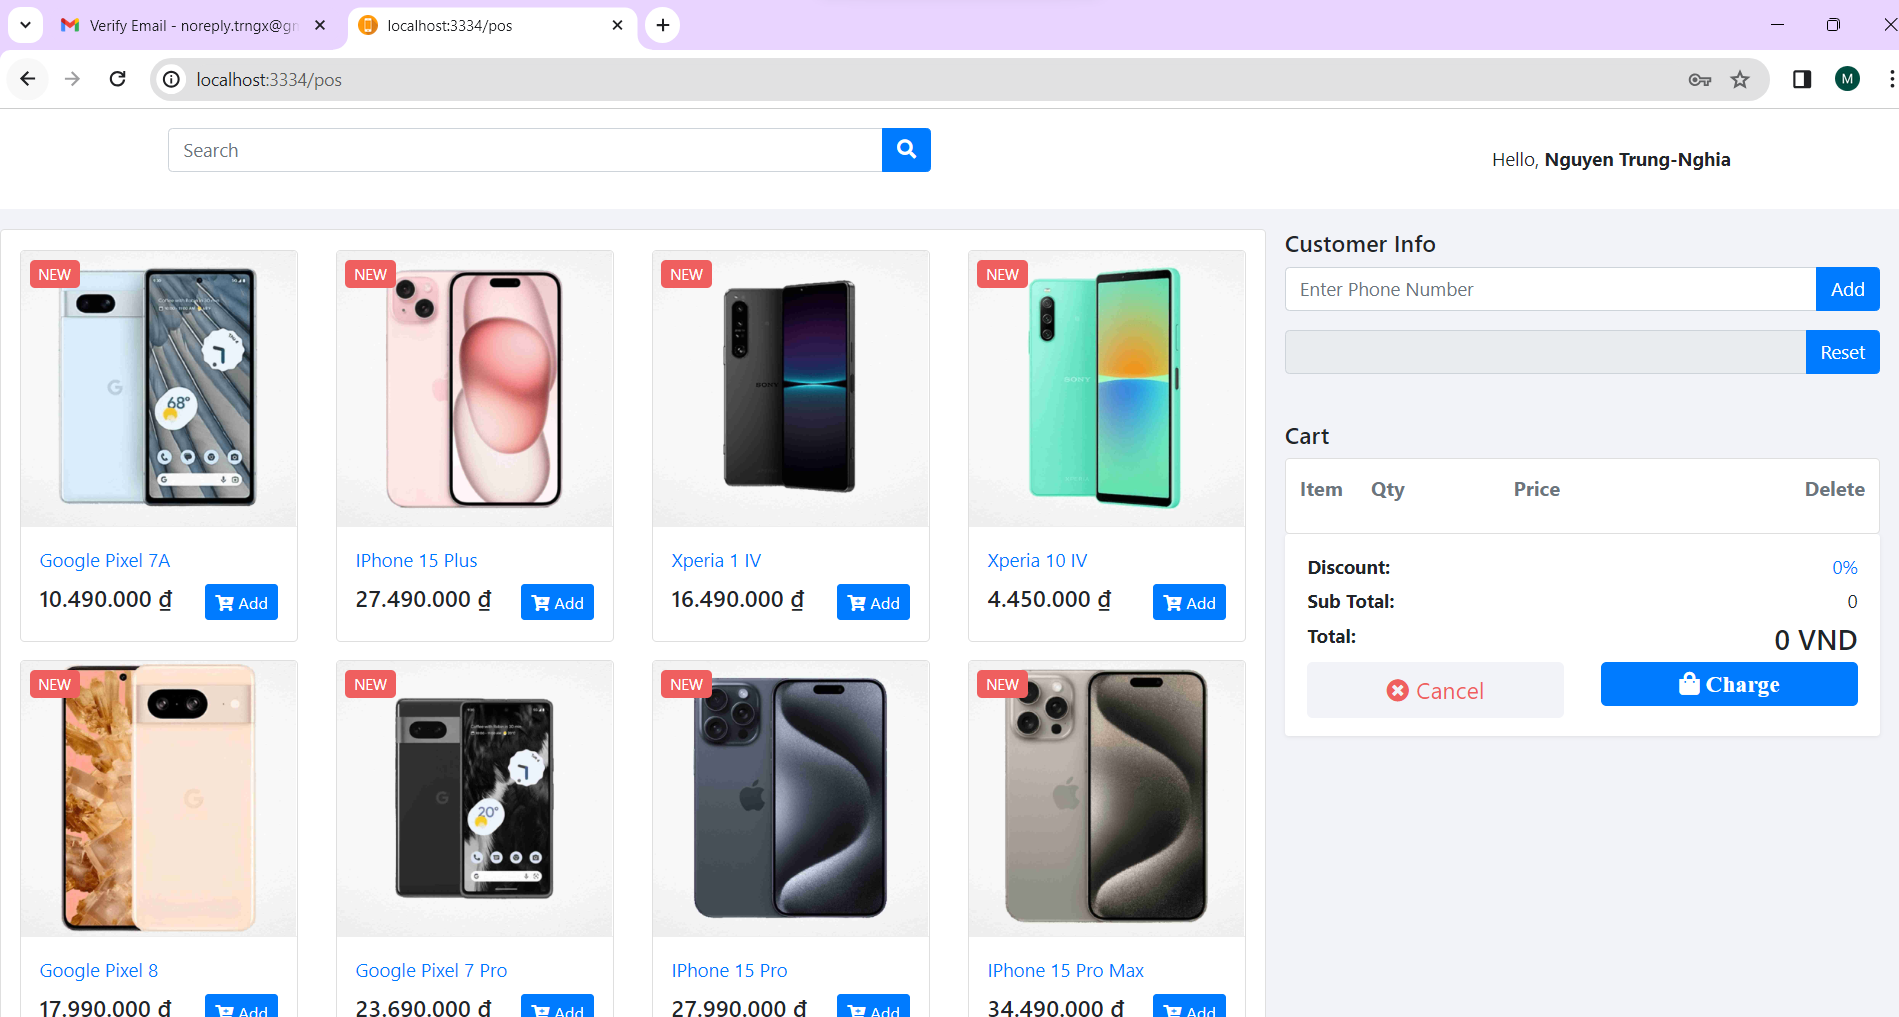 Verify Email - noreply.trngx@gm
localhost:3334/pos
localhost:3334/pos
M
Search
Hello, Nguyen Trung-Nghia
NEW
NEW
NEW
NEW
68°
SONY
SONY
Google Pixel 7A
10.490.000 ₫
Add
IPhone 15 Plus
27.490.000 ₫
Add
Xperia 1 IV
16.490.000 ₫
Add
Xperia 10 IV
4.450.000 ₫
Add
NEW
NEW
NEW
NEW
20°
Google Pixel 8
17.990.000 ₫
Add
Google Pixel 7 Pro
23.690.000 ₫
Add
IPhone 15 Pro
27.990.000 ₫
Add
IPhone 15 Pro Max
34.490.000 ₫
Add
Customer Info
Enter Phone Number
Add
Reset
Cart
Item Qty Price Delete
Discount: 0%
Sub Total: 0
Total: 0 VND
Cancel
Charge